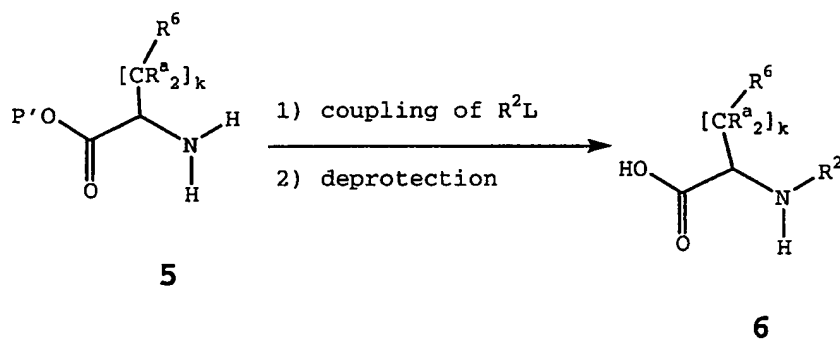 R⁶
[CRᵃ₂]ₖ
P'O
N
H
H
O
5
1) coupling of R²L
2) deprotection
R⁶
[CRᵃ₂]ₖ
HO
N
R²
H
O
6